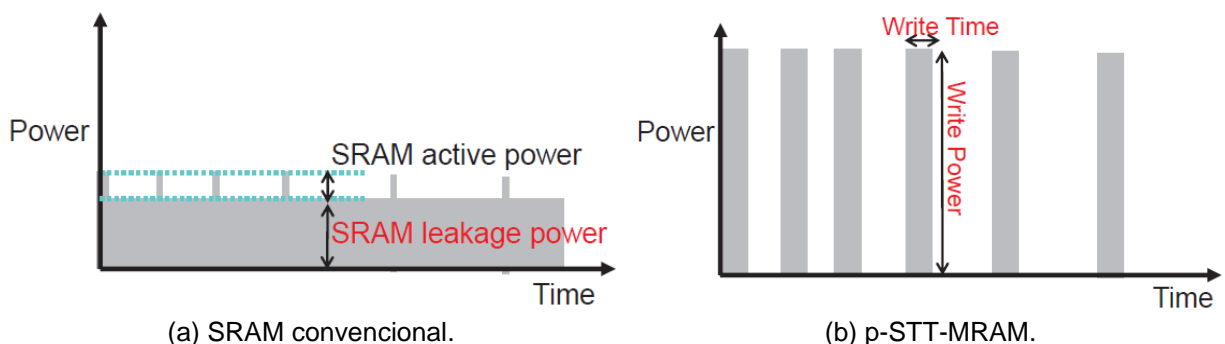 Power
SRAM active power
SRAM leakage power
Time
(a) SRAM convencional.
Write Time
Power
Write Power
Time
(b) p-STT-MRAM.